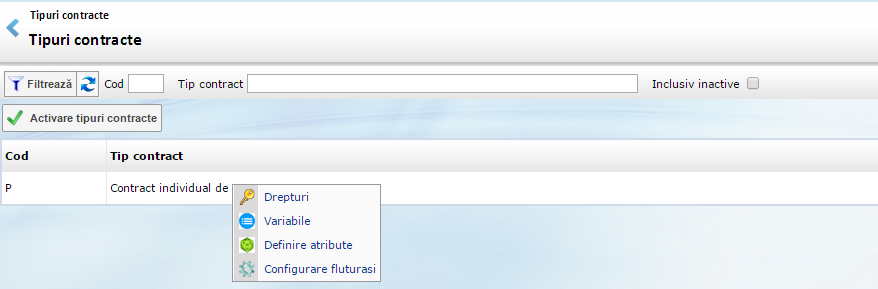 Tipuri contracte
Tipuri contracte
Filtrează Cod Tip contract Inclusiv inactive
Activare tipuri contracte
Cod Tip contract
P Contract individual de
Drepturi
Variabile
Definire atribute
Configurare fluturasi